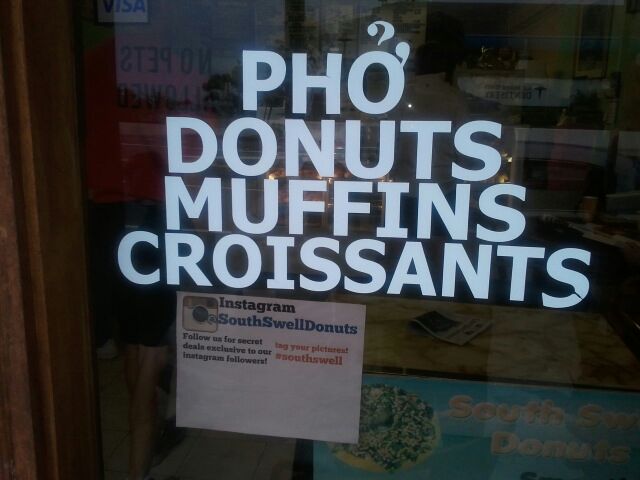 VISA
NO PETS
ALLOWED
PHỞ
DONUTS
MUFFINS
CROISSANTS
Instagram
@SouthSwellDonuts
Follow us for secret
deals exclusive to our
Instagram followers!
tag your pictures!
#southswell
South Sw
Donuts